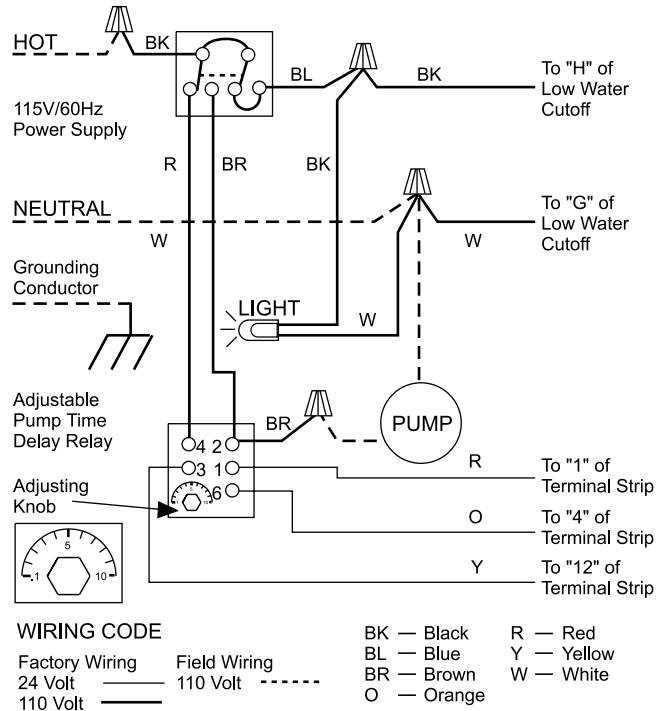 HOT
BK
BL
BK
To "H" of
Low Water
Cutoff
115V/60Hz
Power Supply
R
BR
BK
NEUTRAL
W
To "G" of
Low Water
Cutoff
W
Grounding
Conductor
LIGHT
W
Adjustable
Pump Time
Delay Relay
BR
PUMP
4 2
3 1
6
.1 5 10
R
To "1" of
Terminal Strip
Adjusting
Knob
O
To "4" of
Terminal Strip
.1 5 10
Y
To "12" of
Terminal Strip
WIRING CODE
Factory Wiring
24 Volt
110 Volt
Field Wiring
110 Volt
BK — Black
BL — Blue
BR — Brown
O — Orange
R — Red
Y — Yellow
W — White